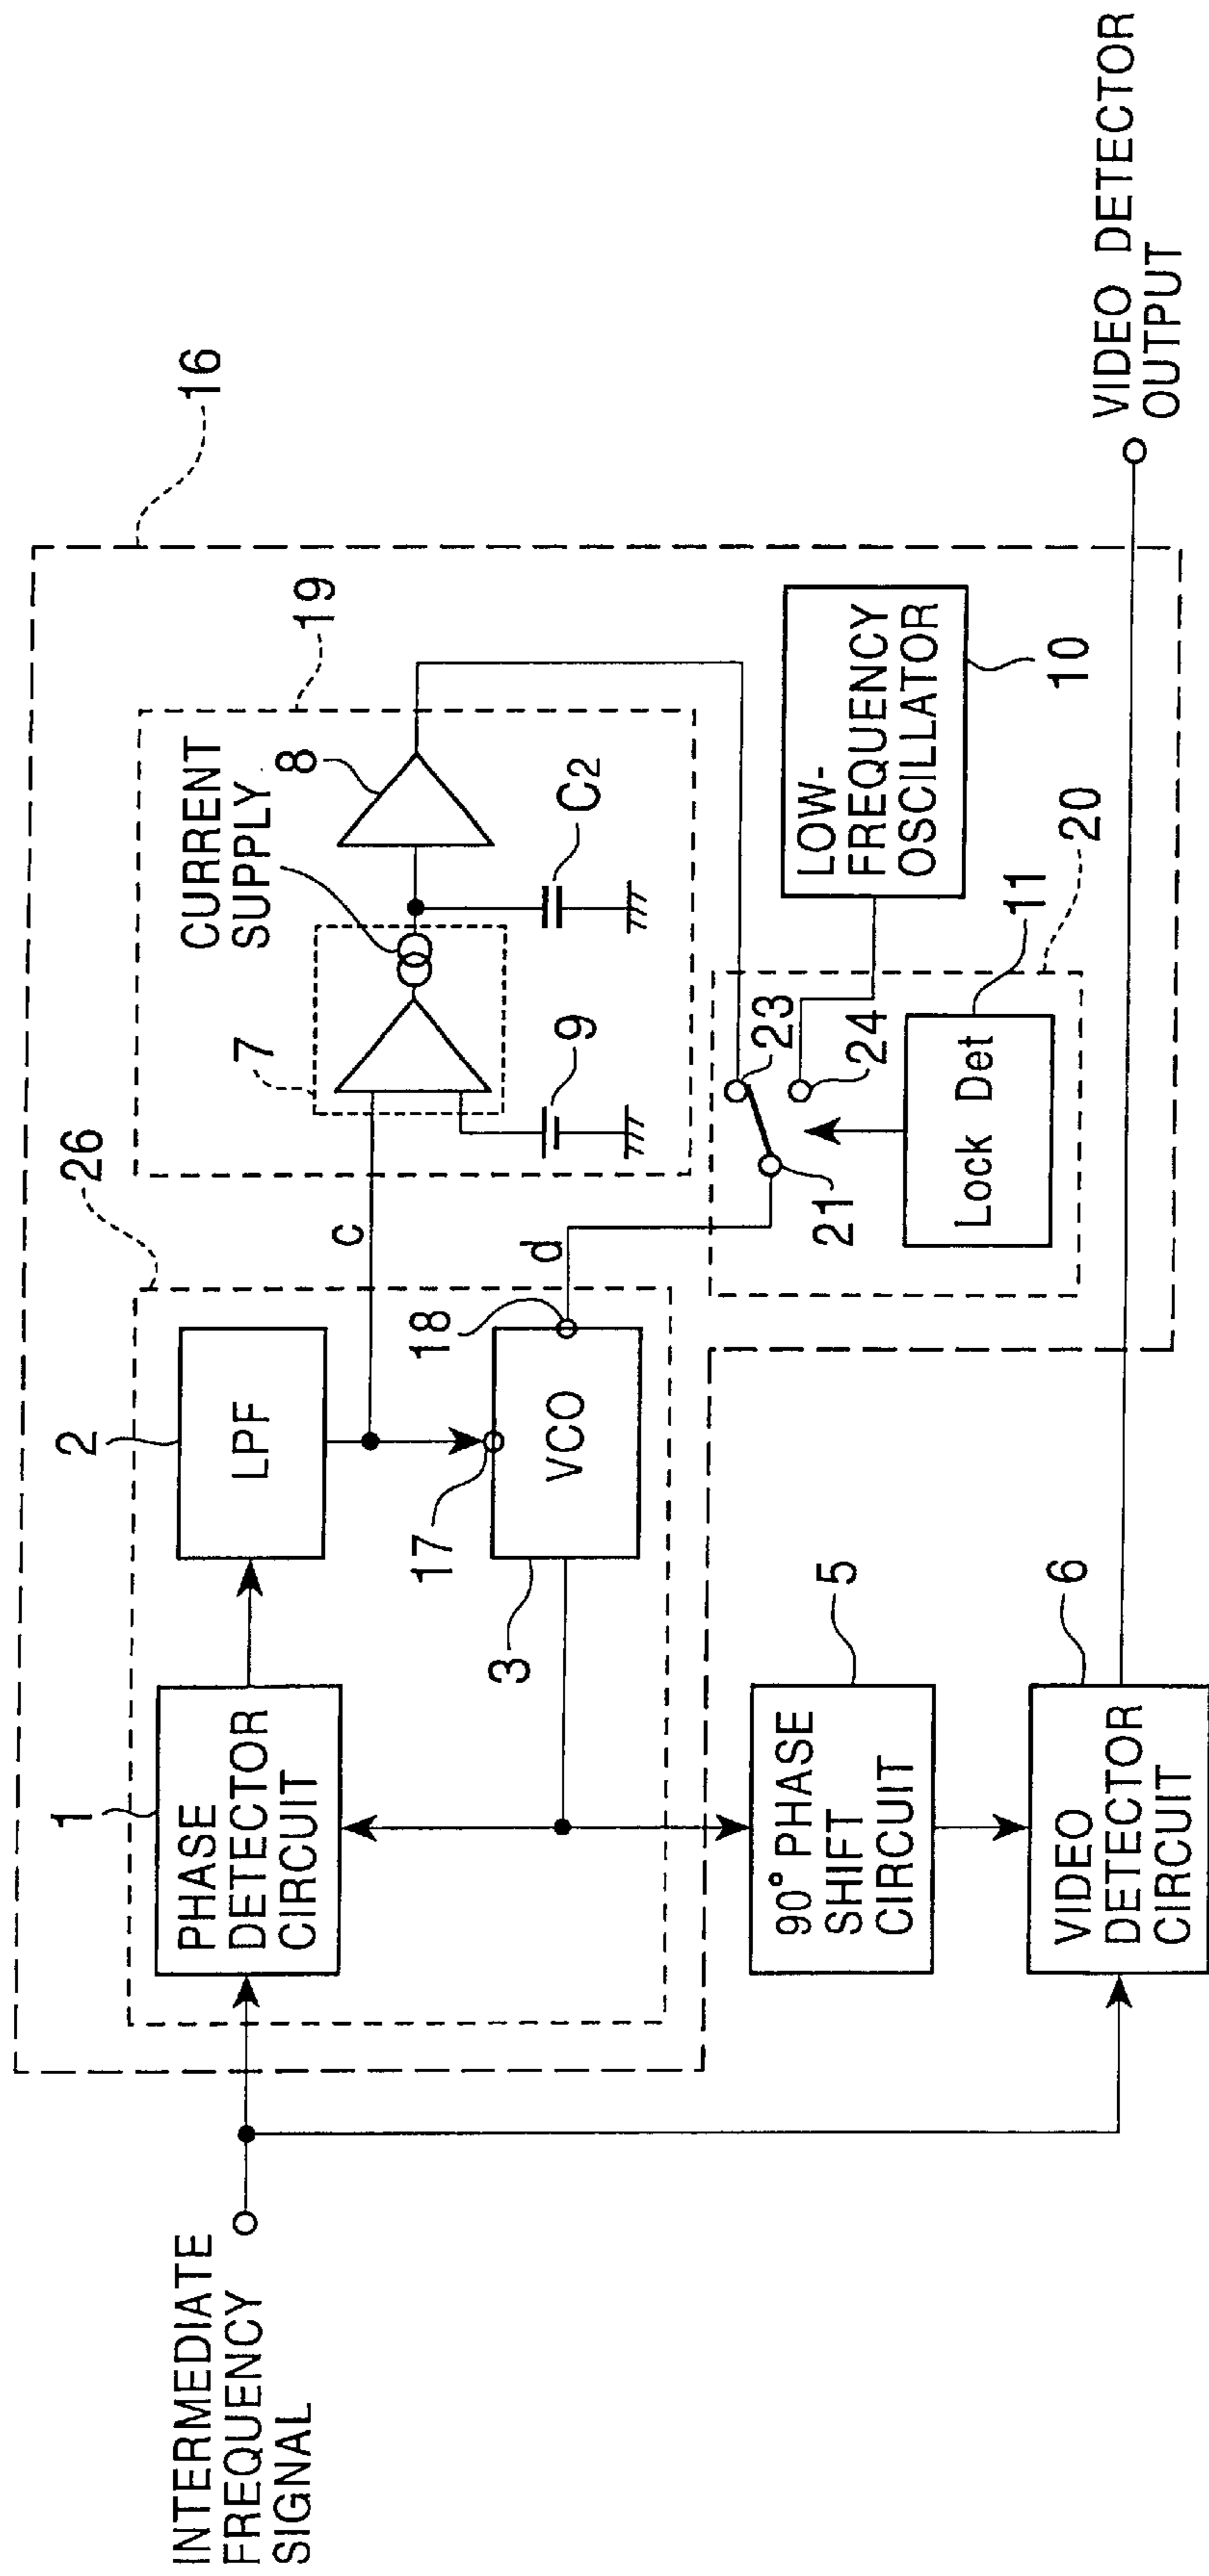 INTERMEDIATE
FREQUENCY
SIGNAL
1
PHASE
DETECTOR
CIRCUIT
2
LPF
26
17
18
VCO
3
c
d
16
19
CURRENT
SUPPLY
7
8
9
C2
23
24
21
LOW-
FREQUENCY
OSCILLATOR
10
Lock Det
11
20
90° PHASE
SHIFT
CIRCUIT
5
VIDEO
DETECTOR
CIRCUIT
6
VIDEO DETECTOR
OUTPUT